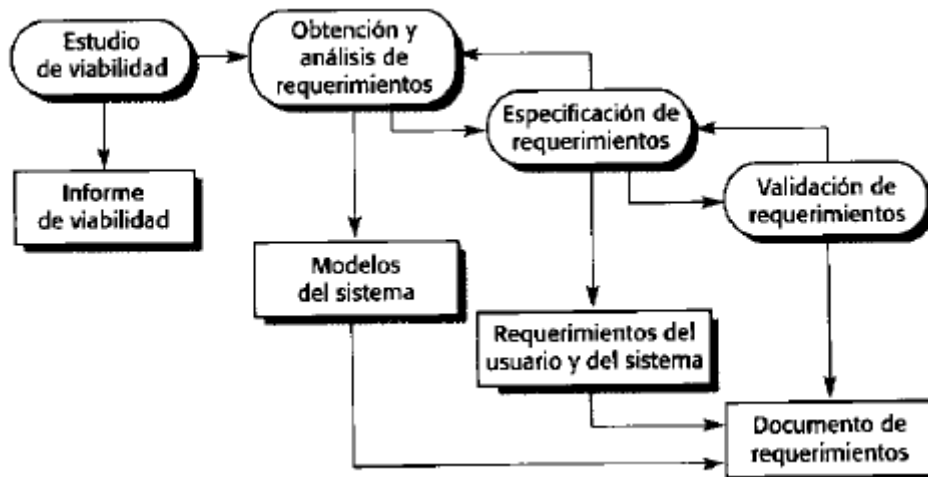 Estudio
de viabilidad
Obtención y
análisis de
requerimientos
Especificación de
requerimientos
Validación de
requerimientos
Informe
de viabilidad
Modelos
del sistema
Requerimientos del
usuario y del sistema
Documento de
requerimientos